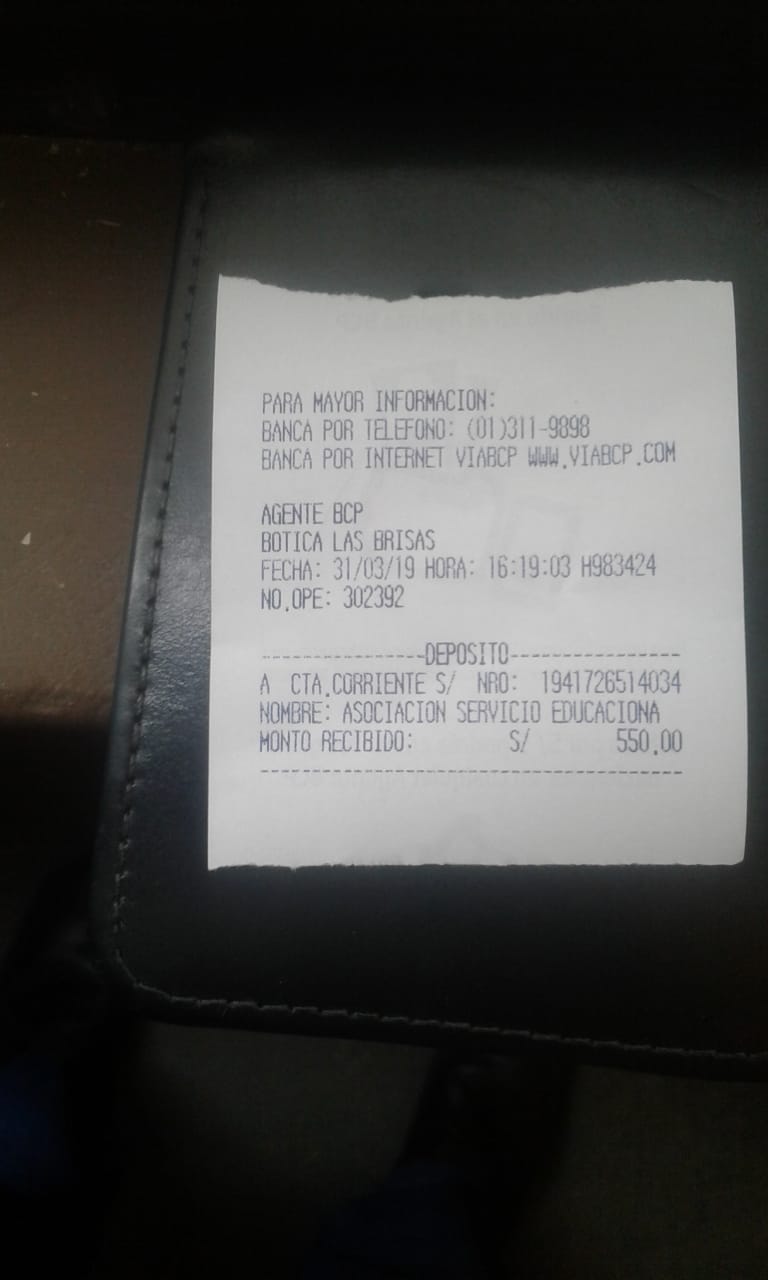 PARA MAYOR INFORMACION:
BANCA POR TELEFONO: (01)311-9898
BANCA POR INTERNET VIABCP WWW.VIABCP.COM
AGENTE BCP
BOTICA LAS BRISAS
FECHA: 31/03/19 HORA: 16:19:03 H983424
NO.OPE: 302392
----------------DEPOSITO----------------
A CTA.CORRIENTE S/ NRO: 1941726514034
NOMBRE: ASOCIACION SERVICIO EDUCACIONA
MONTO RECIBIDO: S/ 550.00
----------------------------------------